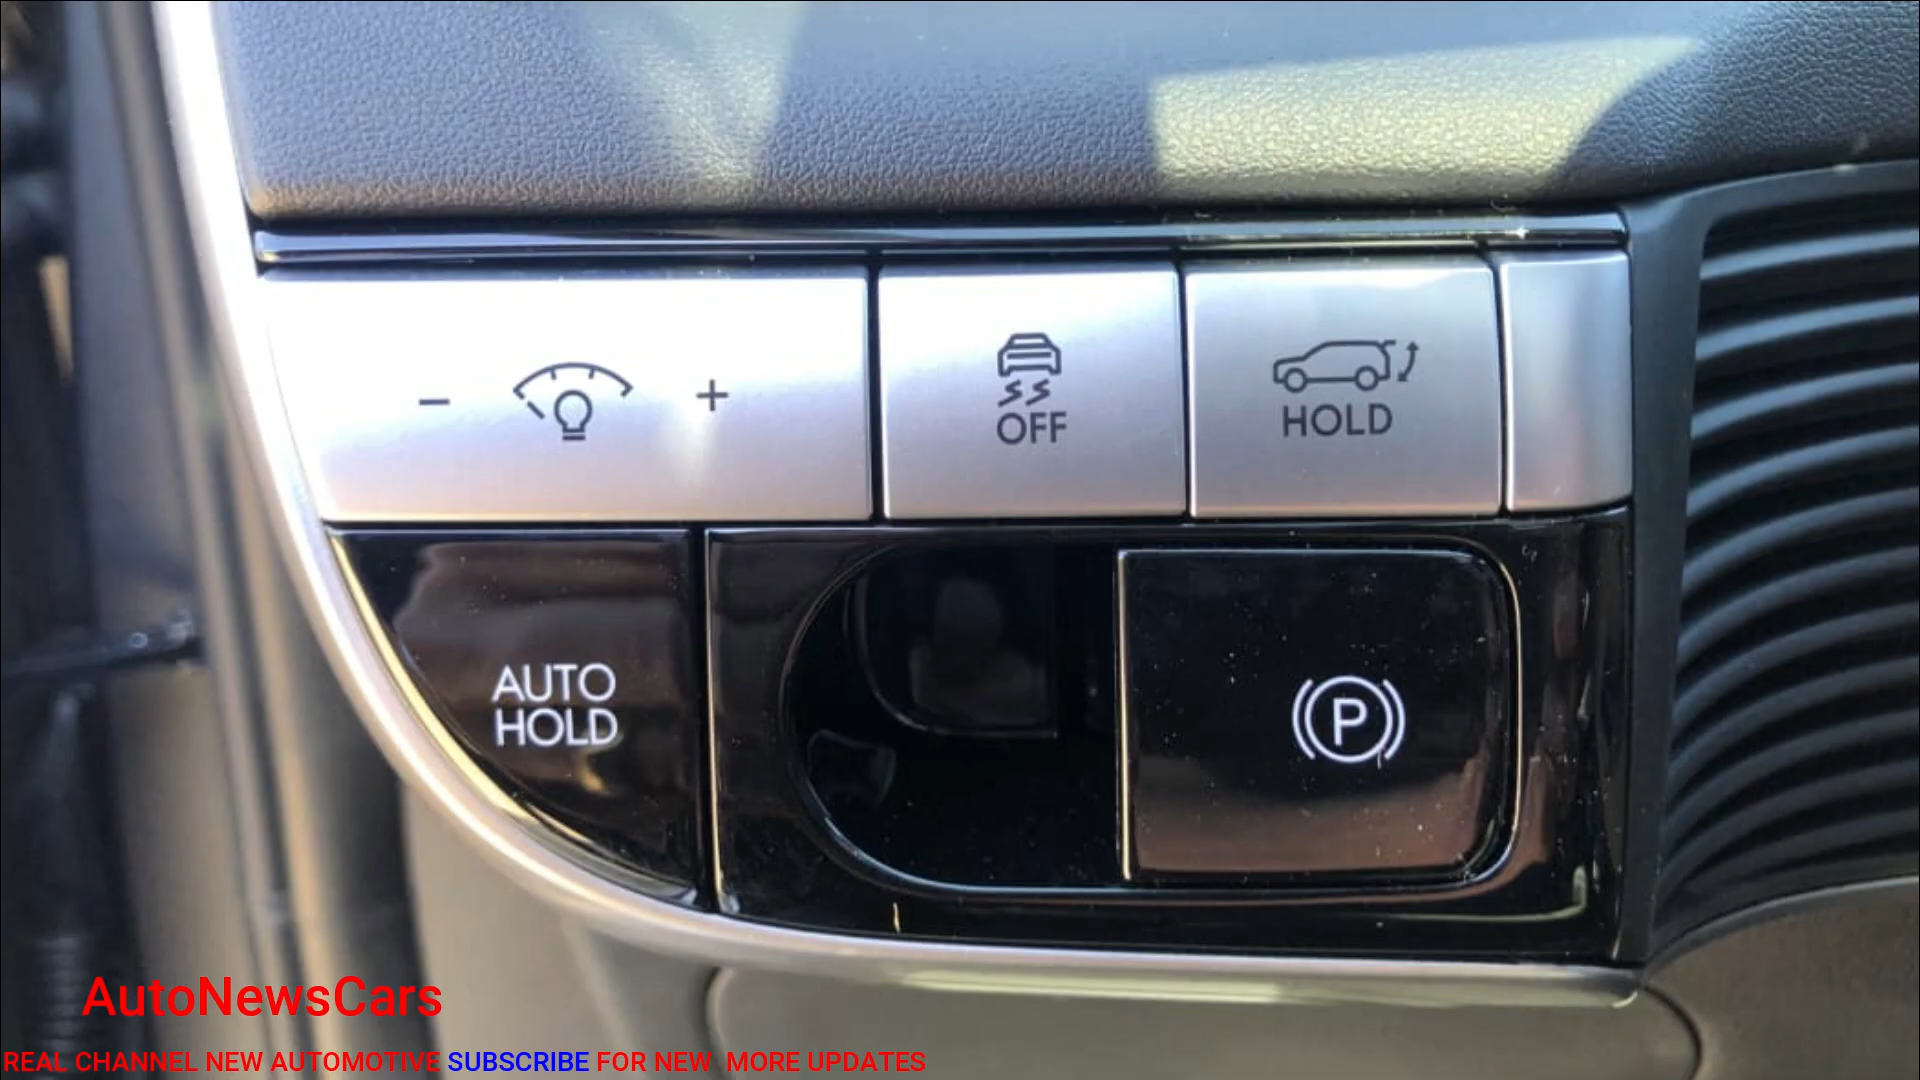 - +
OFF
HOLD
AUTO
HOLD
P
AutoNewsCars
REAL CHANNEL NEW AUTOMOTIVE SUBSCRIBE FOR NEW  MORE UPDATES